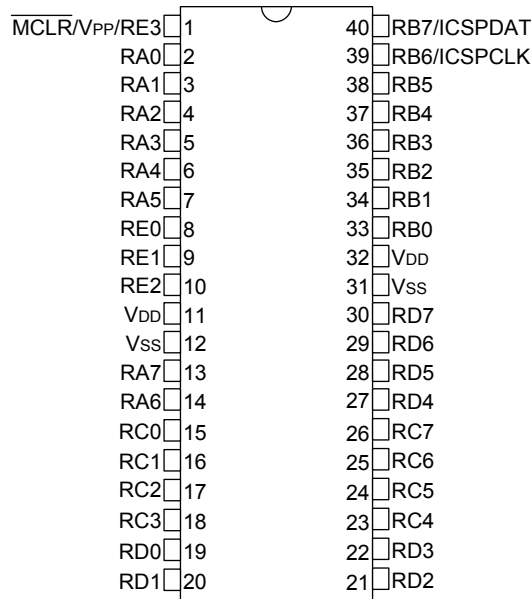 MCLR/VPP/RE3 1 40 RB7/ICSPDAT
RA0 2 39 RB6/ICSPCLK
RA1 3 38 RB5
RA2 4 37 RB4
RA3 5 36 RB3
RA4 6 35 RB2
RA5 7 34 RB1
RE0 8 33 RB0
RE1 9 32 VDD
RE2 10 31 VSS
VDD 11 30 RD7
VSS 12 29 RD6
RA7 13 28 RD5
RA6 14 27 RD4
RC0 15 26 RC7
RC1 16 25 RC6
RC2 17 24 RC5
RC3 18 23 RC4
RD0 19 22 RD3
RD1 20 21 RD2